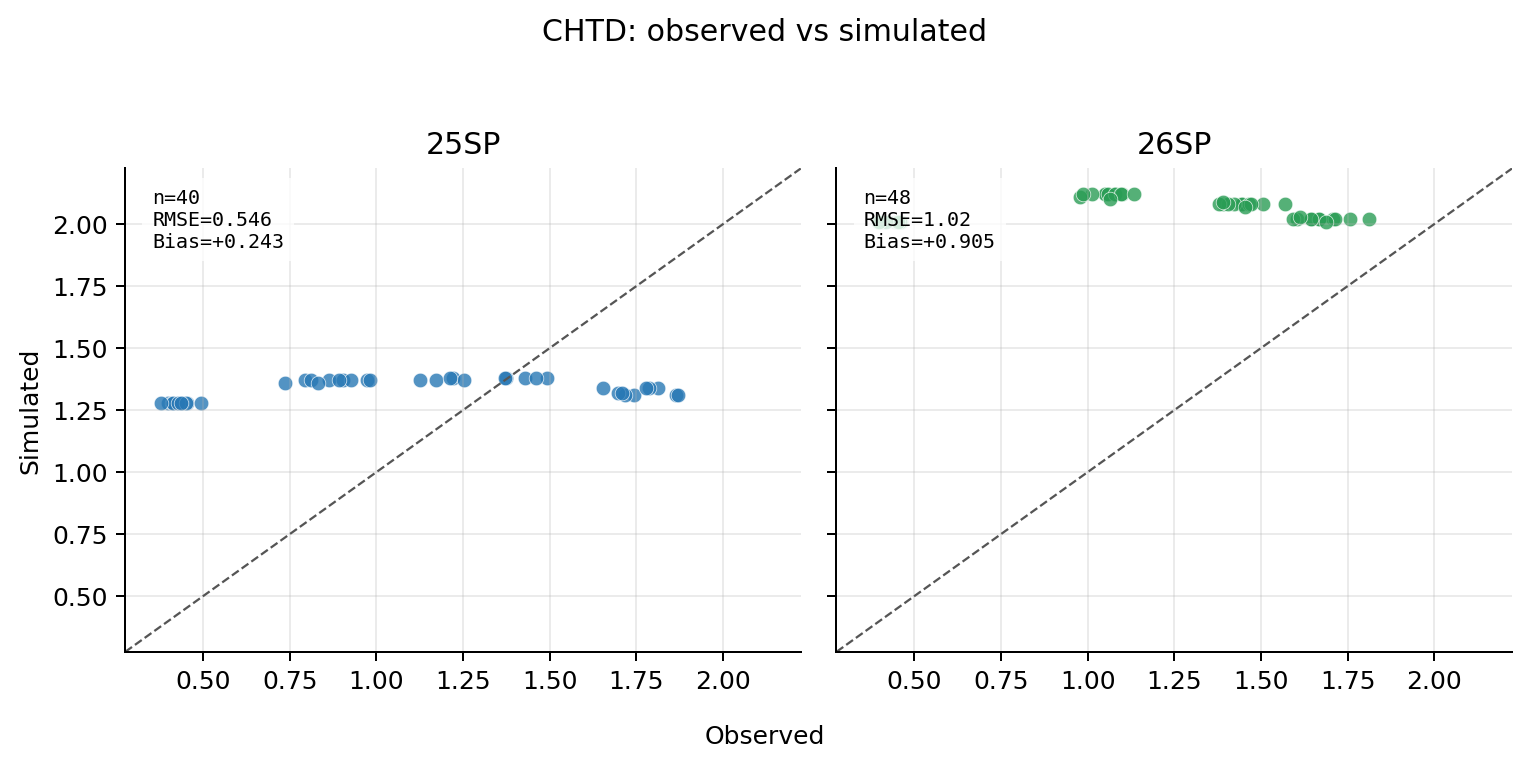 CHTD: observed vs simulated
25SP
26SP
n=40
RMSE=0.546
Bias=+0.243
n=48
RMSE=1.02
Bias=+0.905
2.00
1.75
1.50
1.25
1.00
0.75
0.50
Simulated
0.50 0.75 1.00 1.25 1.50 1.75 2.00
0.50 0.75 1.00 1.25 1.50 1.75 2.00
Observed